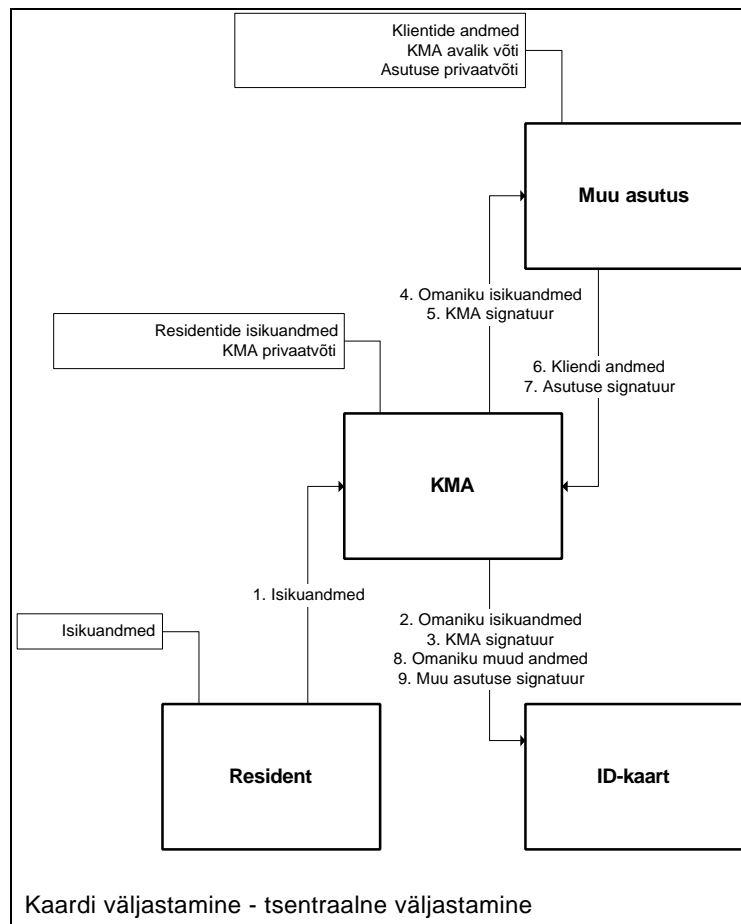 Klientide andmed
KMA avalik võti
Asutuse privaatvõti
Muu asutus
4. Omaniku isikuandmed
5. KMA signatuur
Residentide isikuandmed
KMA privaatvõti
6. Kliendi andmed
7. Asutuse signatuur
KMA
1. Isikuandmed
2. Omaniku isikuandmed
3. KMA signatuur
8. Omaniku muud andmed
9. Muu asutuse signatuur
Isikuandmed
Resident
ID-kaart
Kaardi väljastamine - tsentraalne väljastamine